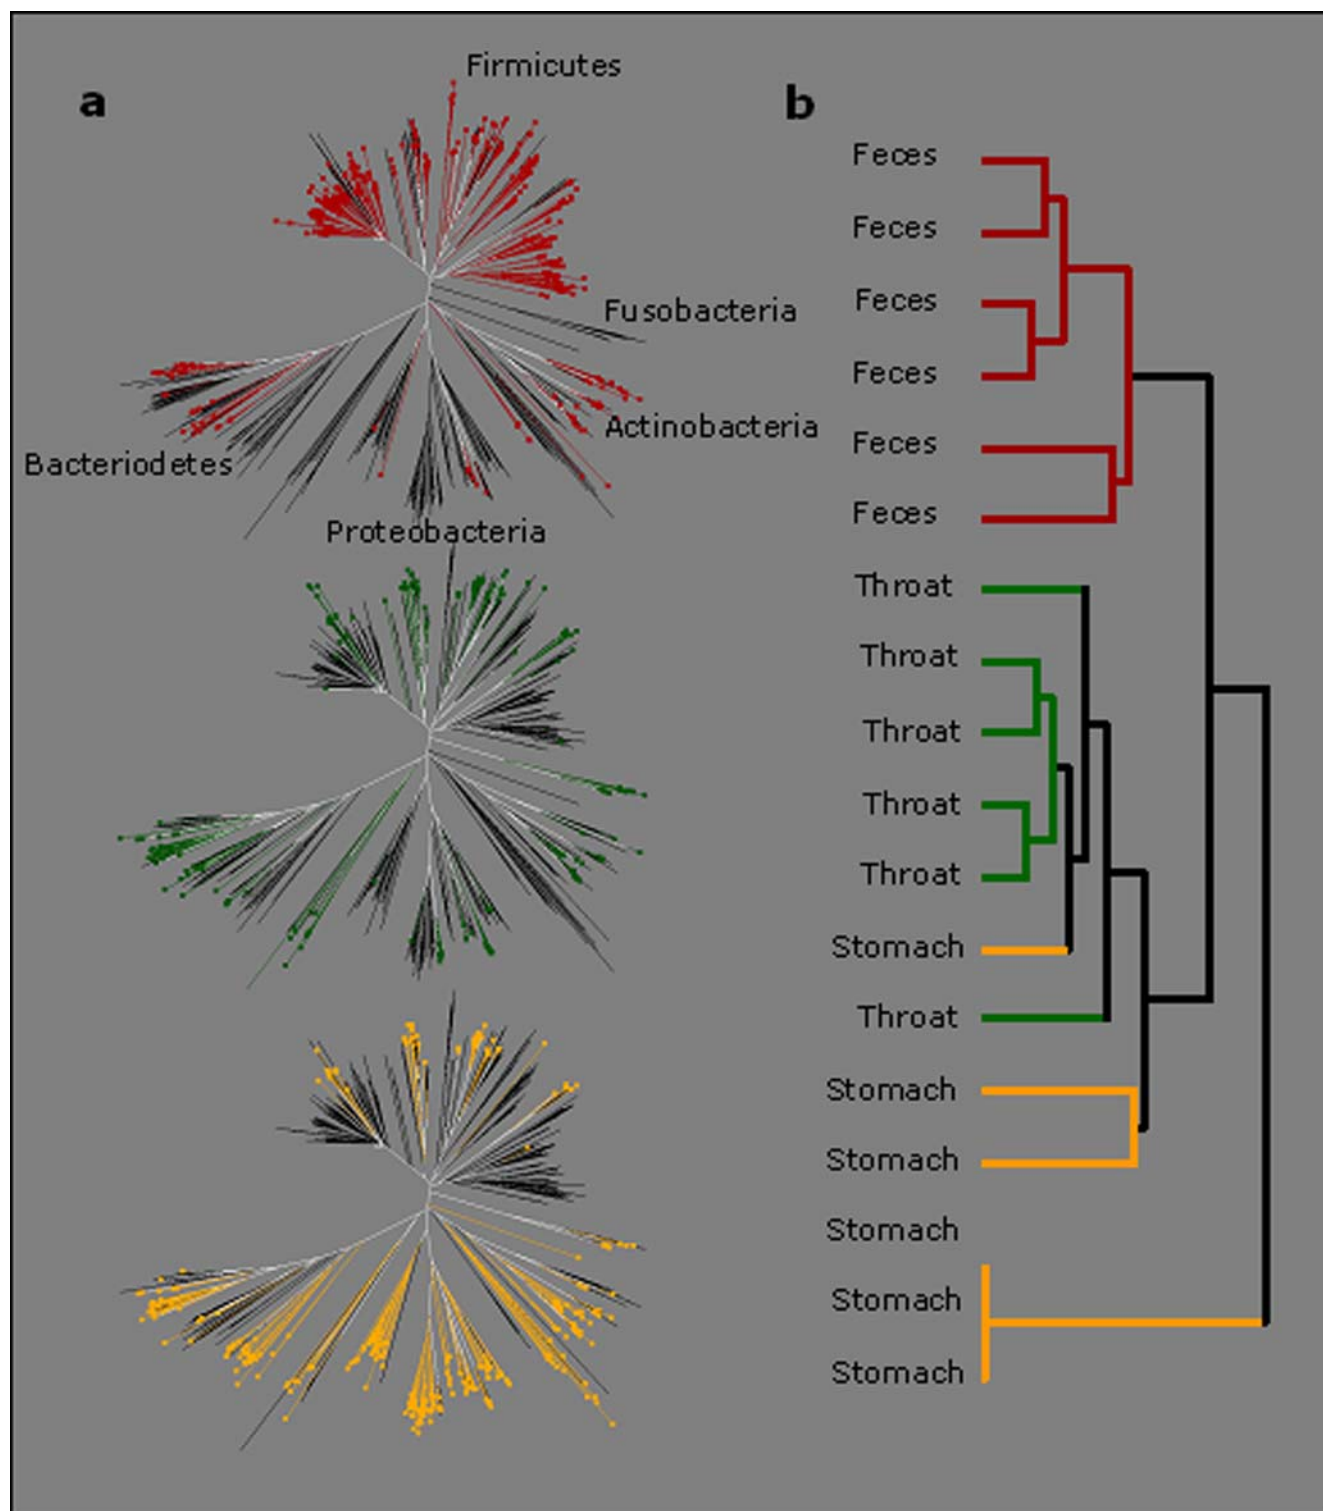 a
Firmicutes
Fusobacteria
Actinobacteria
Bacteriodetes
Proteobacteria
b
Feces
Feces
Feces
Feces
Feces
Feces
Throat
Throat
Throat
Throat
Throat
Stomach
Throat
Stomach
Stomach
Stomach
Stomach
Stomach